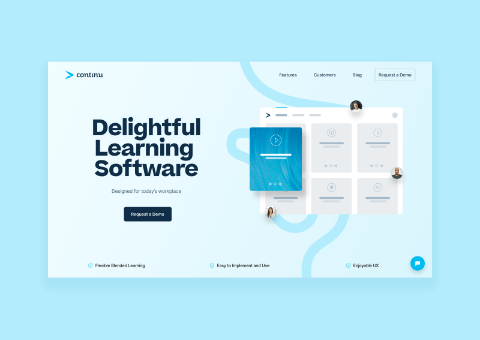 continu
Features
Customers
Blog
Request a Demo
Delightful
Learning
Software
Designed for today's workplace
Request a Demo
Flexible Blended Learning
Easy to Implement and Use
Enjoyable UX